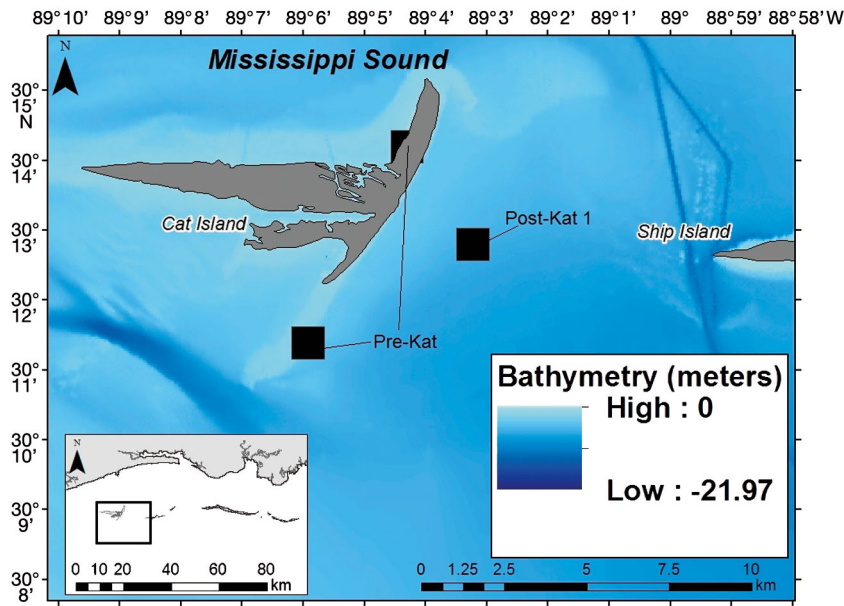 89°10' 89°9' 89°8' 89°7' 89°6' 89°5' 89°4' 89°3' 89°2' 89°1' 89° 88°59' 88°58'W
N
Mississippi Sound
30°
15'
N
30°
14'
Cat Island
Post-Kat 1
Ship Island
30°
13'
30°
12'
Pre-Kat
30°
11'
Bathymetry (meters)
High : 0
Low : -21.97
30°
10'
N
30°
9'
30°
8'
0 10 20 40 60 80
km
0 1.25 2.5 5 7.5 10
km